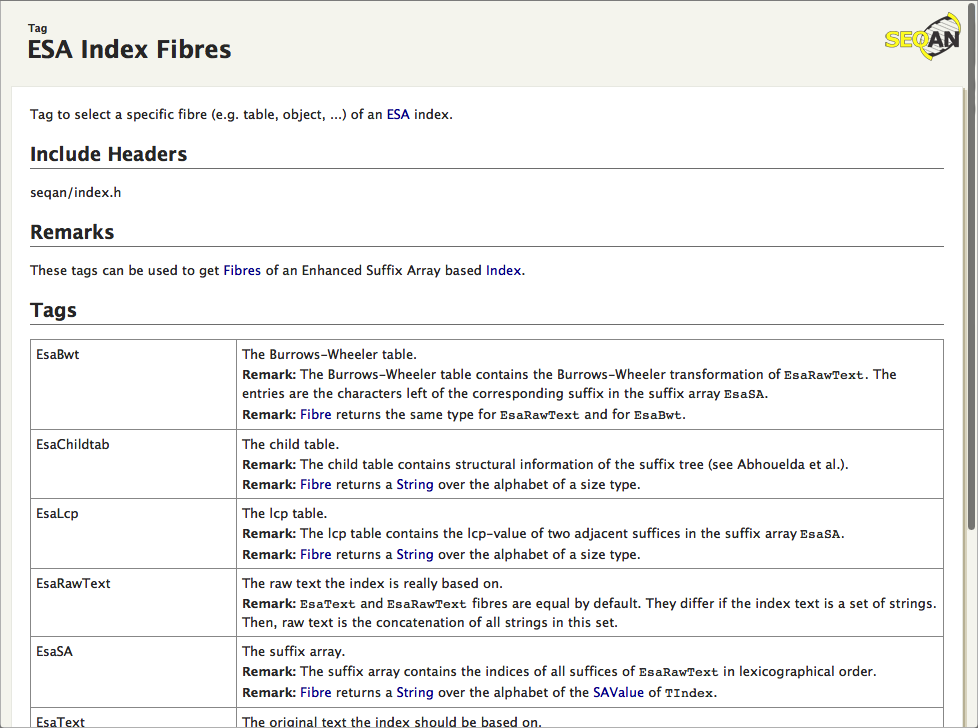 Tag
ESA Index Fibres
SEQAN
Tag to select a specific fibre (e.g. table, object, ...) of an ESA index.
Include Headers
seqan/index.h
Remarks
These tags can be used to get Fibres of an Enhanced Suffix Array based Index.
Tags
EsaBwt
The Burrows-Wheeler table.
Remark: The Burrows-Wheeler table contains the Burrows-Wheeler transformation of EsaRawText. The
entries are the characters left of the corresponding suffix in the suffix array EsaSA.
Remark: Fibre returns the same type for EsaRawText and for EsaBwt.
EsaChildtab
The child table.
Remark: The child table contains structural information of the suffix tree (see Abhouelda et al.).
Remark: Fibre returns a String over the alphabet of a size type.
EsaLcp
The lcp table.
Remark: The lcp table contains the lcp-value of two adjacent suffices in the suffix array EsaSA.
Remark: Fibre returns a String over the alphabet of a size type.
EsaRawText
The raw text the index is really based on.
Remark: EsaText and EsaRawText fibres are equal by default. They differ if the index text is a set of strings.
Then, raw text is the concatenation of all strings in this set.
EsaSA
The suffix array.
Remark: The suffix array contains the indices of all suffices of EsaRawText in lexicographical order.
Remark: Fibre returns a String over the alphabet of the SAValue of TIndex.
EsaText
The original text the index should be based on.